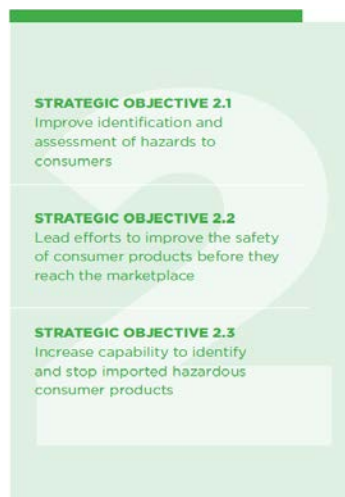 STRATEGIC OBJECTIVE 2.1
Improve identification and
assessment of hazards to
consumers
STRATEGIC OBJECTIVE 2.2
Lead efforts to improve the safety
of consumer products before they
reach the marketplace
STRATEGIC OBJECTIVE 2.3
Increase capability to identify
and stop imported hazardous
consumer products
2